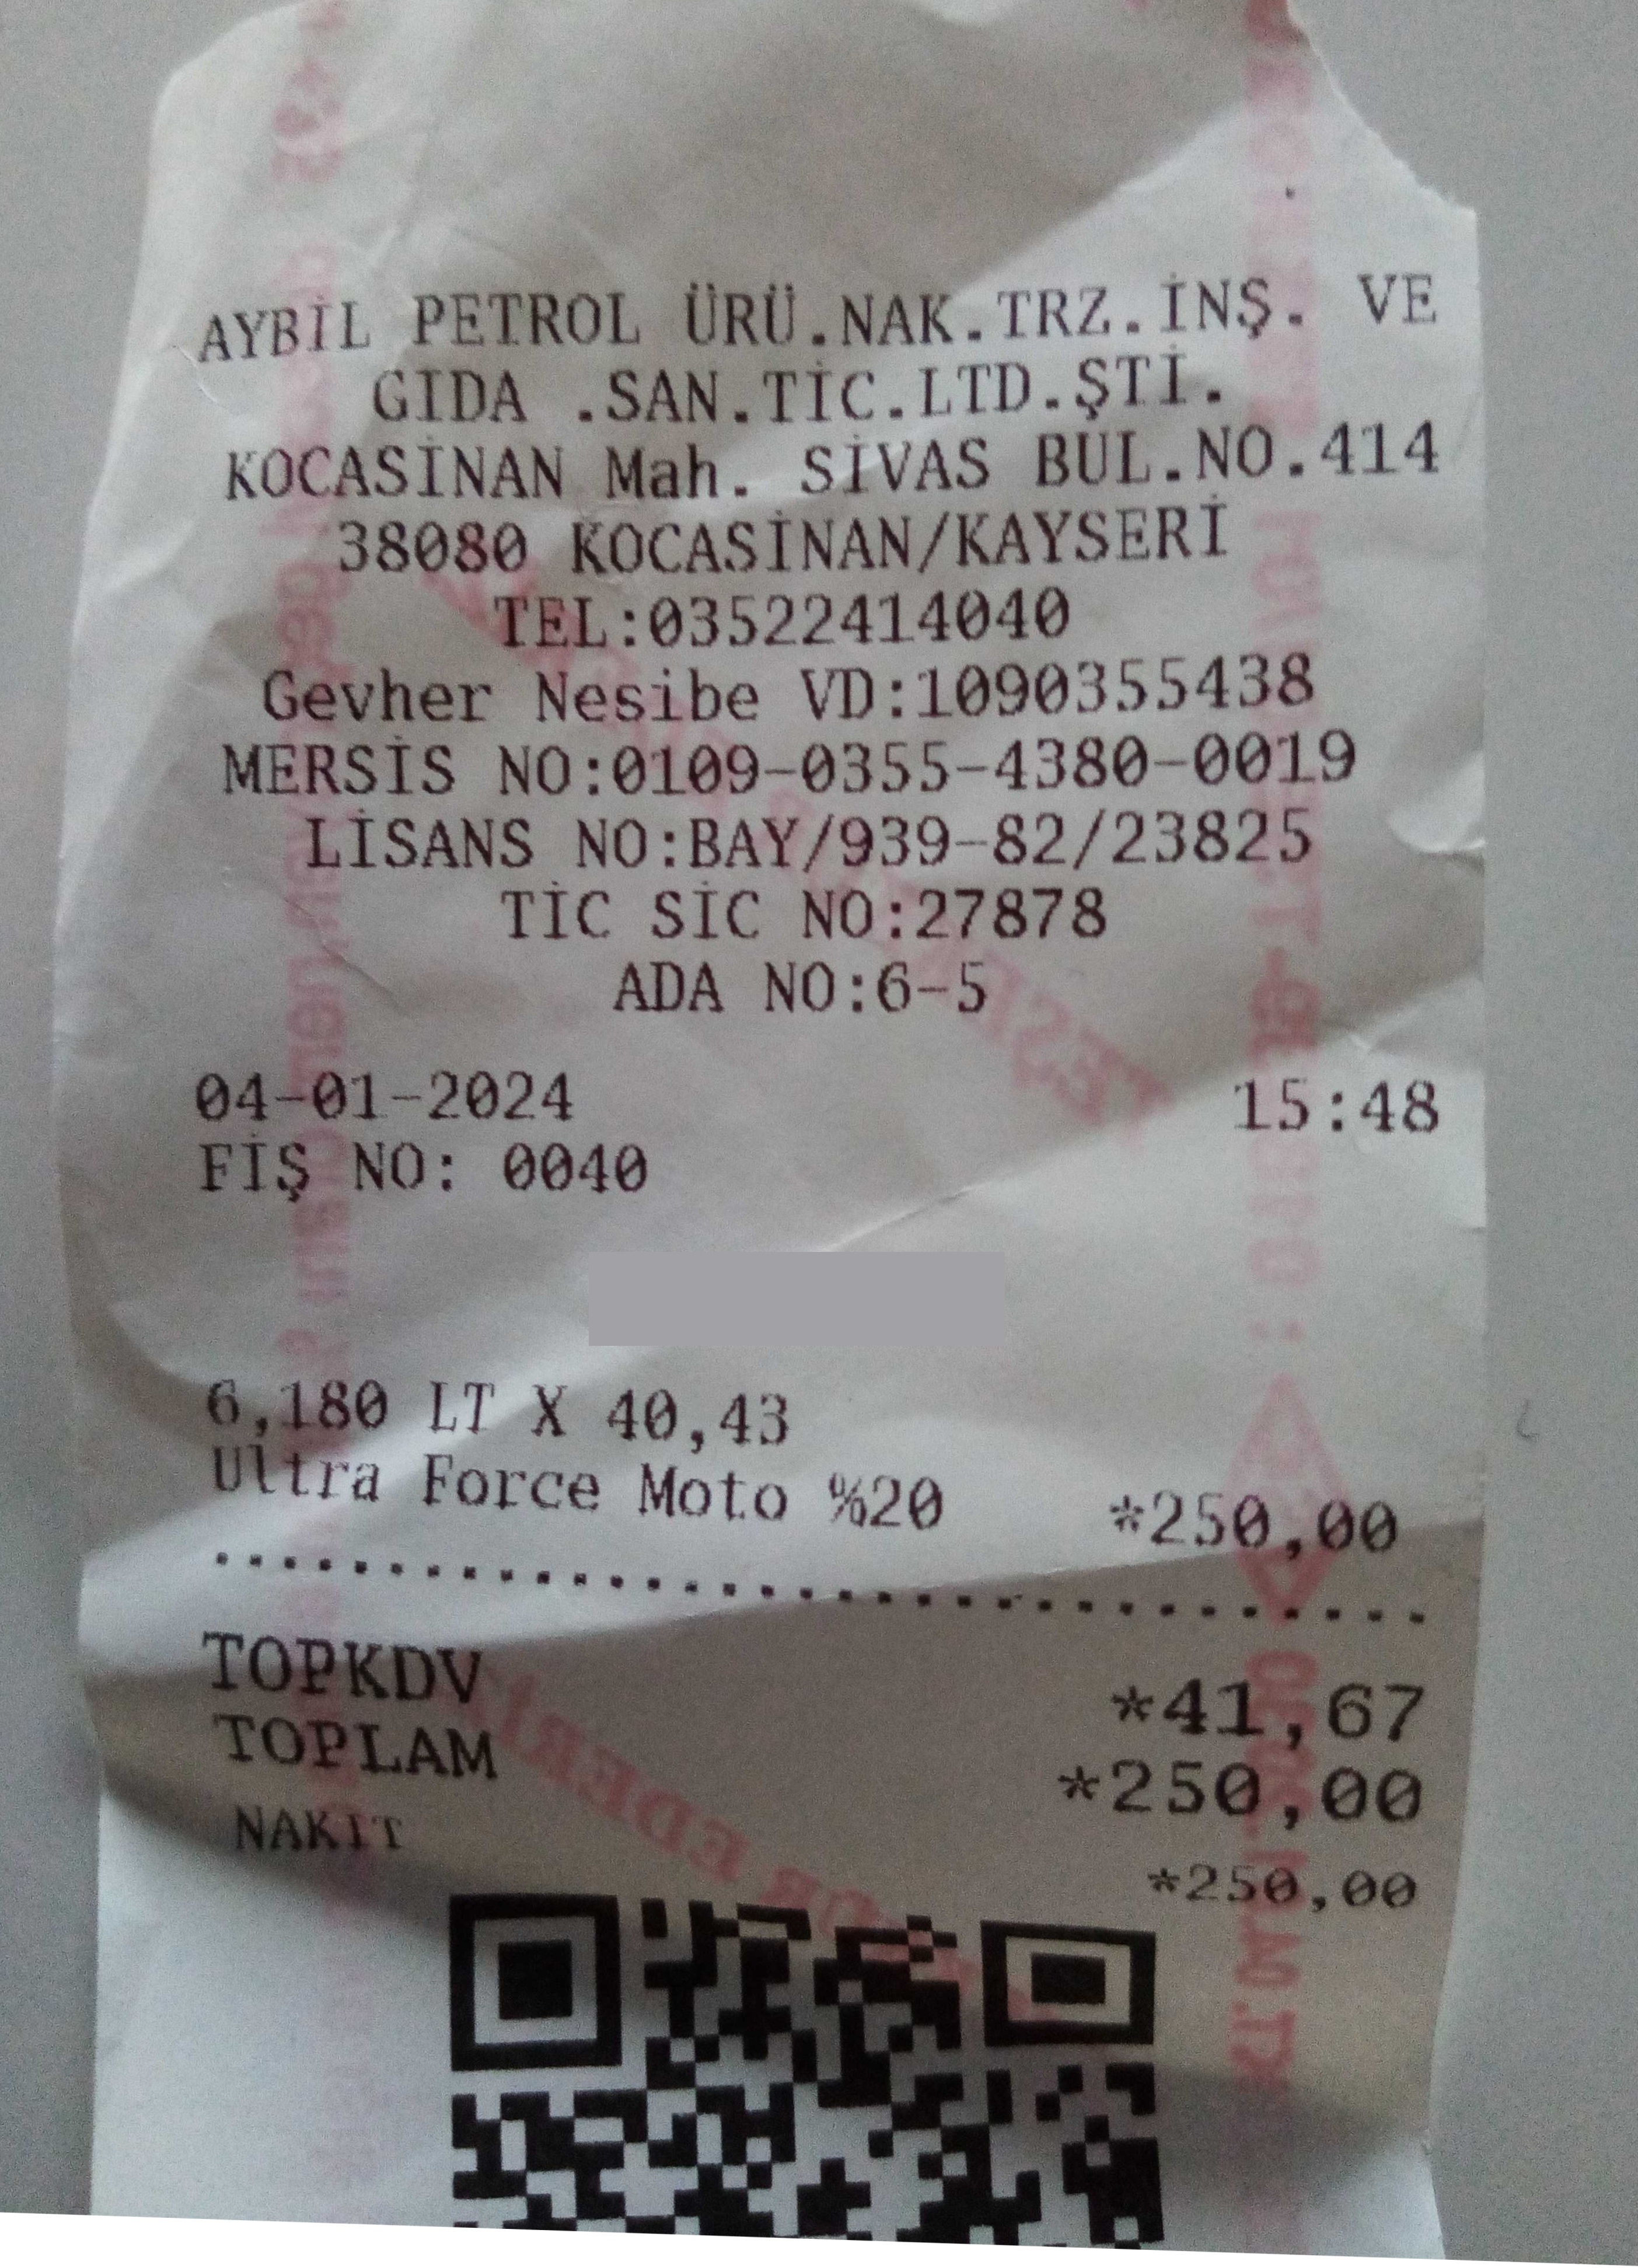 AYBİL PETROL ÜRÜ.NAK.TRZ.İNŞ. VE
GIDA .SAN.TİC.LTD.ŞTİ.
KOCASİNAN Mah. SİVAS BUL.NO.414
38080 KOCASİNAN/KAYSERİ
TEL:03522414040
Gevher Nesibe VD:1090355438
MERSİS NO:0109-0355-4380-0019
LİSANS NO:BAY/939-82/23825
TİC SİC NO:27878
ADA NO:6-5
04-01-2024 15:48
FİŞ NO: 0040
6,180 LT X 40,43
Ultra Force Moto %20 *250,00
TOPKDV *41,67
TOPLAM *250,00
NAKIT *250,00